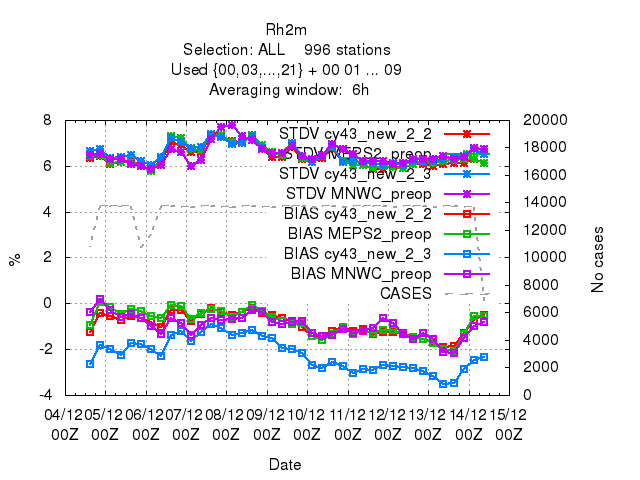 Rh2m
Selection: ALL    996 stations
Used {00,03,...,21} + 00 01 ... 09
Averaging window:  6h
8
6
4
2
0
-2
-4
%
20000
18000
16000
14000
12000
10000
8000
6000
4000
2000
0
No cases
STDV cy43_new_2_2
STDV MEPS2_preop
STDV cy43_new_2_3
STDV MNWC_preop
BIAS cy43_new_2_2
BIAS MEPS2_preop
BIAS cy43_new_2_3
BIAS MNWC_preop
CASES
04/12 05/12 06/12 07/12 08/12 09/12 10/12 11/12 12/12 13/12 14/12 15/12
00Z 00Z 00Z 00Z 00Z 00Z 00Z 00Z 00Z 00Z 00Z 00Z
Date